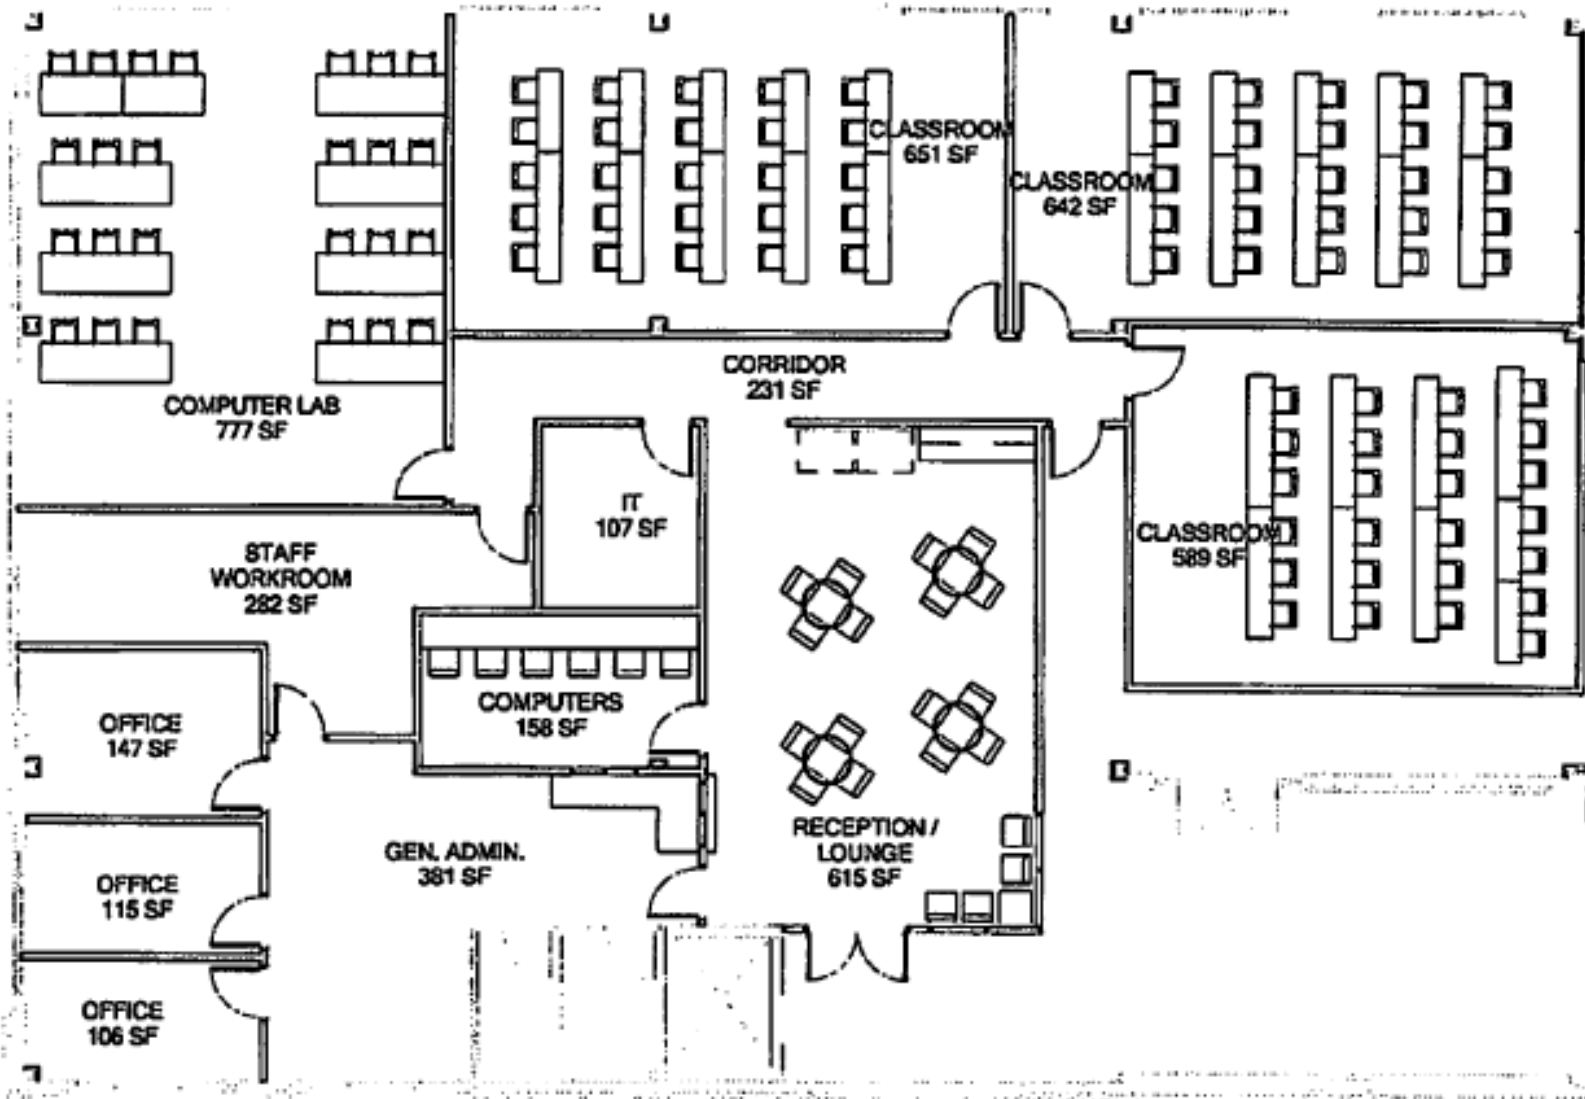 CLASSROOM
651 SF
CLASSROOM
642 SF
CORRIDOR
231 SF
COMPUTER LAB
777 SF
IT
107 SF
CLASSROOM
589 SF
STAFF
WORKROOM
282 SF
COMPUTERS
158 SF
OFFICE
147 SF
RECEPTION /
LOUNGE
615 SF
GEN. ADMIN.
381 SF
OFFICE
115 SF
OFFICE
106 SF